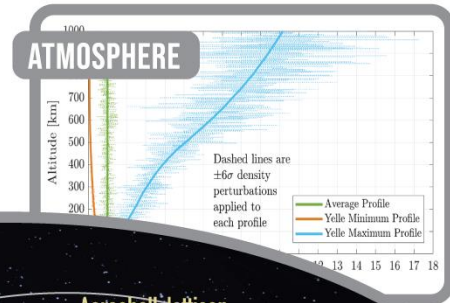 1000
ATMOSPHERE
Altitude [km]
700
600
500
400
300
200
Dashed lines are
±6σ density
perturbations
applied to
each profile
Average Profile
Yelle Minimum Profile
Yelle Maximum Profile
13 14 15 16 17 18